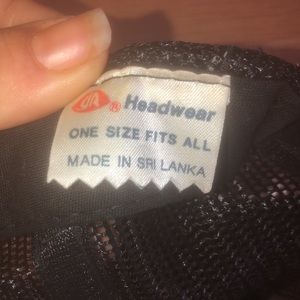 ® Headwear
ONE SIZE FITS ALL
MADE IN SRI LANKA